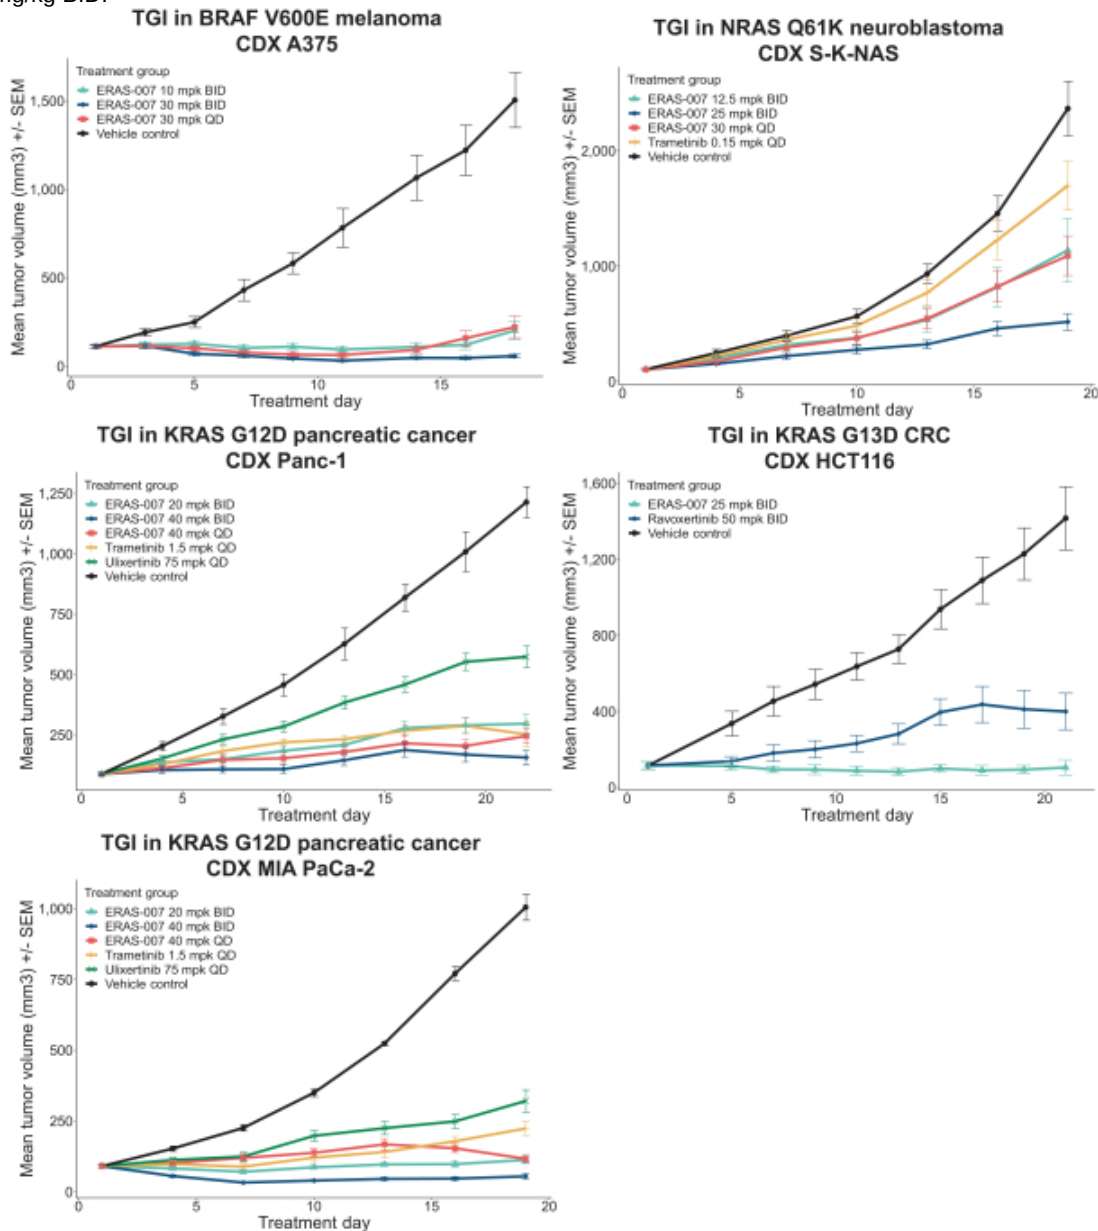 mg/kg BID.
TGI in BRAF V600E melanoma
CDX A375
Treatment group
ERAS-007 10 mpk BID
ERAS-007 30 mpk BID
ERAS-007 30 mpk QD
Vehicle control
Mean tumor volume (mm3) +/- SEM
1,500
1,000
500
0
0
5
10
15
Treatment day
TGI in NRAS Q61K neuroblastoma
CDX S-K-NAS
Treatment group
ERAS-007 12.5 mpk BID
ERAS-007 25 mpk BID
ERAS-007 30 mpk QD
Trametinib 0.15 mpk QD
Vehicle control
Mean tumor volume (mm3) +/- SEM
2,000
1,000
0
0
5
10
15
20
Treatment day
TGI in KRAS G12D pancreatic cancer
CDX Panc-1
Treatment group
ERAS-007 20 mpk BID
ERAS-007 40 mpk BID
ERAS-007 40 mpk QD
Trametinib 1.5 mpk QD
Ulixertinib 75 mpk QD
Vehicle control
Mean tumor volume (mm3) +/- SEM
1,250
1,000
750
500
250
0
5
10
15
20
Treatment day
TGI in KRAS G13D CRC
CDX HCT116
Treatment group
ERAS-007 25 mpk BID
Ravoxertinib 50 mpk BID
Vehicle control
Mean tumor volume (mm3) +/- SEM
1,600
1,200
800
400
0
0
5
10
15
20
Treatment day
TGI in KRAS G12D pancreatic cancer
CDX MIA PaCa-2
Treatment group
ERAS-007 20 mpk BID
ERAS-007 40 mpk BID
ERAS-007 40 mpk QD
Trametinib 1.5 mpk QD
Ulixertinib 75 mpk QD
Vehicle control
Mean tumor volume (mm3) +/- SEM
1,000
750
500
250
0
0
5
10
15
20
Treatment day